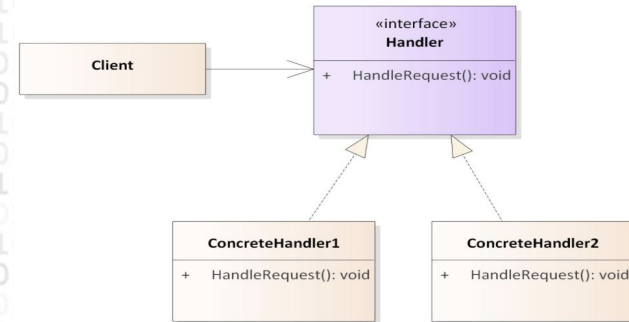 «interface»
Handler
Client
+ HandleRequest(): void
ConcreteHandler1
ConcreteHandler2
+ HandleRequest(): void
+ HandleRequest(): void